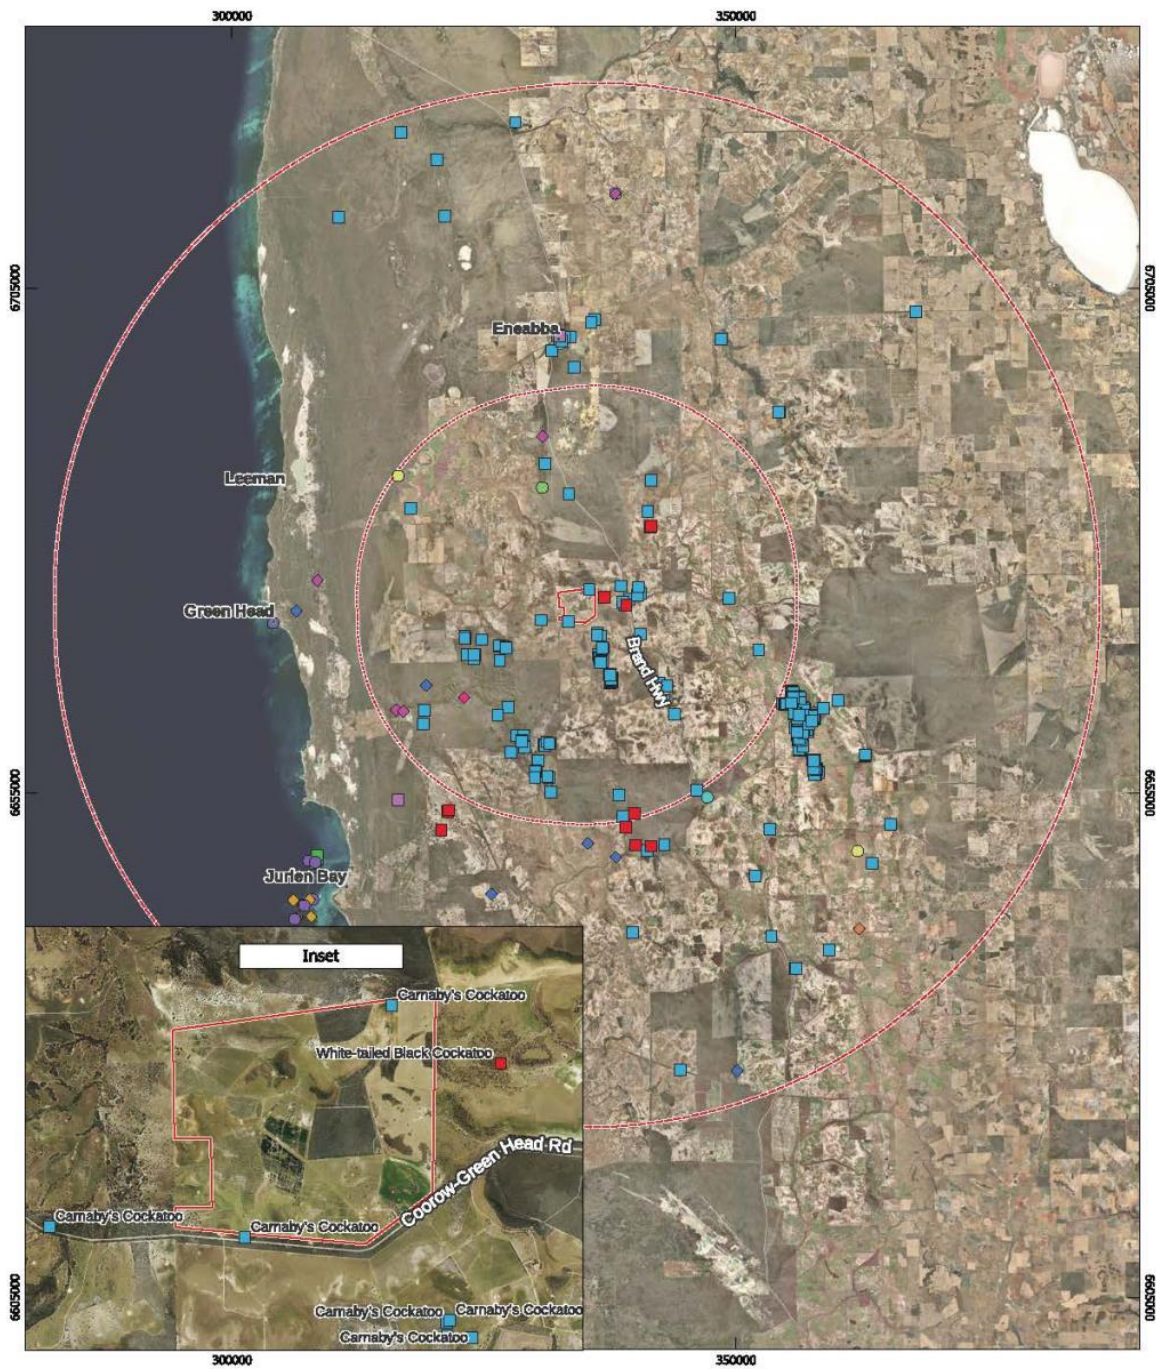 300000 350000
6705000 6705000
Eneabba
Leeman
Green Head
Brand Hwy
6655000 6655000
Jurien Bay
Inset
Carnaby's Cockatoo
White-tailed Black Cockatoo
Coorow-Green Head Rd
Carnaby's Cockatoo
Carnaby's Cockatoo
Carnaby's Cockatoo Carnaby's Cockatoo
Carnaby's Cockatoo
6605000 6605000
300000 350000